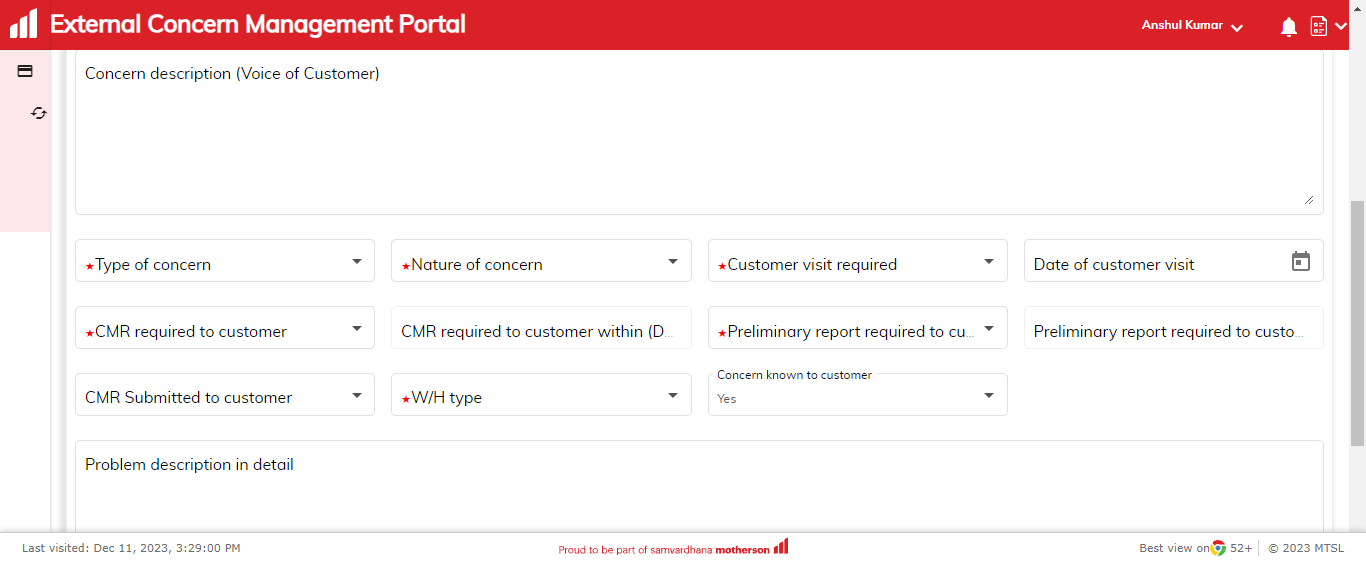 External Concern Management Portal
Anshul Kumar
Concern description (Voice of Customer)
★Type of concern
★Nature of concern
★Customer visit required
Date of customer visit
★CMR required to customer
CMR required to customer within (D...
★Preliminary report required to cu...
Preliminary report required to custo...
CMR Submitted to customer
★W/H type
Concern known to customer
Yes
Problem description in detail
Last visited: Dec 11, 2023, 3:29:00 PM
Proud to be part of samvardhana motherson
Best view on 52+ | © 2023 MTSL